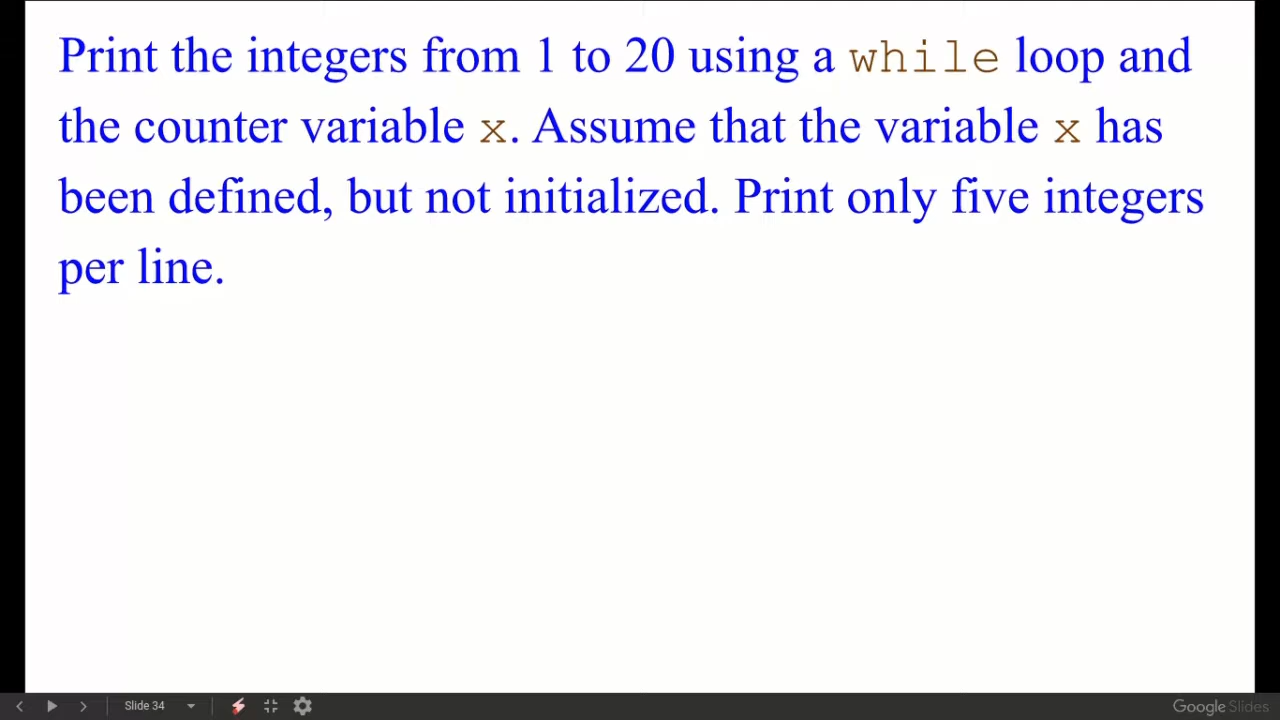 Print the integers from 1 to 20 using a while loop and
the counter variable x. Assume that the variable x has
been defined, but not initialized. Print only five integers
per line.
Slide 34
Google Slides